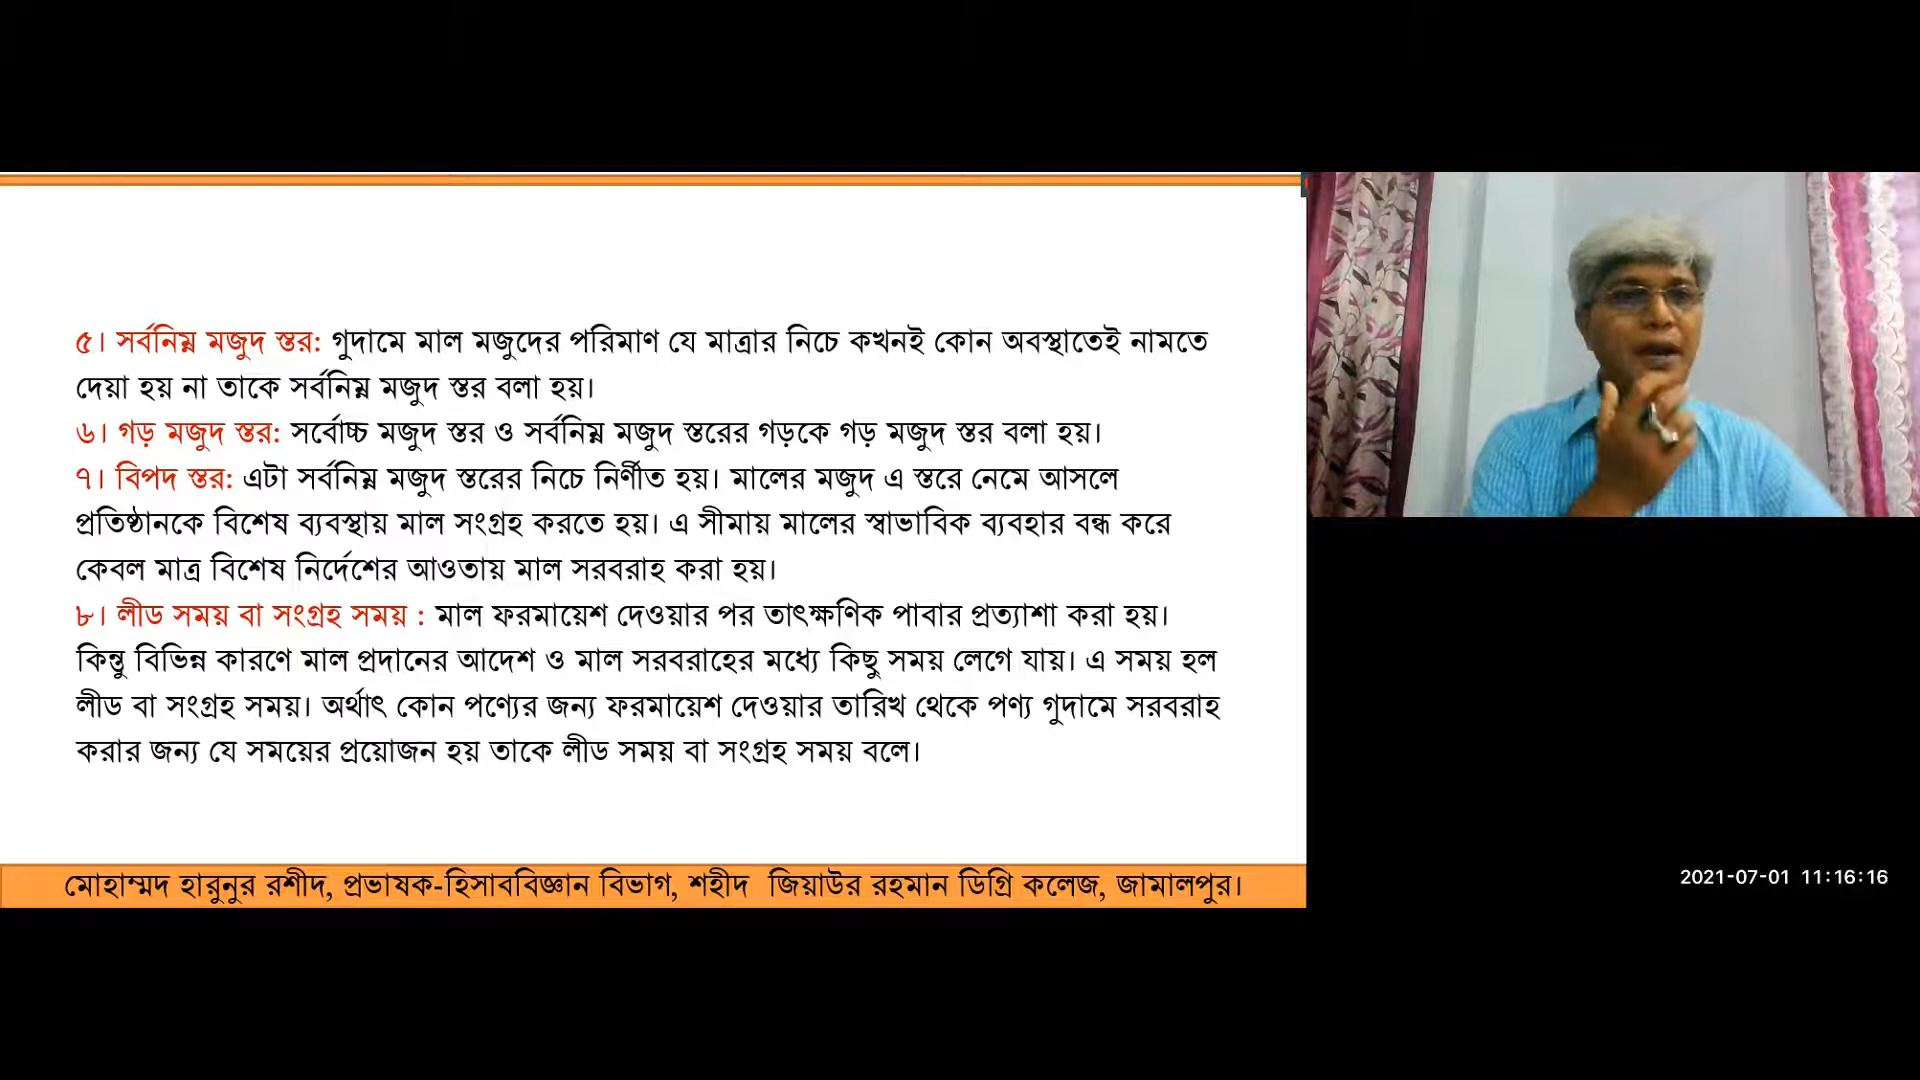 ৫। সর্বনিম্ন মজুদ স্তর: গুদামে মাল মজুদের পরিমাণ যে মাত্রার নিচে কখনই কোন অবস্থাতেই নামতে
দেয়া হয় না তাকে সর্বনিম্ন মজুদ স্তর বলা হয়।
৬। গড় মজুদ স্তর: সর্বোচ্চ মজুদ স্তর ও সর্বনিম্ন মজুদ স্তরের গড়কে গড় মজুদ স্তর বলা হয়।
৭। বিপদ স্তর: এটা সর্বনিম্ন মজুদ স্তরের নিচে নির্ণীত হয়। মালের মজুদ এ স্তরে নেমে আসলে
প্রতিষ্ঠানকে বিশেষ ব্যবস্থায় মাল সংগ্রহ করতে হয়। এ সীমায় মালের স্বাভাবিক ব্যবহার বন্ধ করে
কেবল মাত্র বিশেষ নির্দেশের আওতায় মাল সরবরাহ করা হয়।
৮। লীড সময় বা সংগ্রহ সময় : মাল ফরমায়েশ দেওয়ার পর তাৎক্ষণিক পাবার প্রত্যাশা করা হয়।
কিন্তু বিভিন্ন কারণে মাল প্রদানের আদেশ ও মাল সরবরাহের মধ্যে কিছু সময় লেগে যায়। এ সময় হল
লীড বা সংগ্রহ সময়। অর্থাৎ কোন পণ্যের জন্য ফরমায়েশ দেওয়ার তারিখ থেকে পণ্য গুদামে সরবরাহ
করার জন্য যে সময়ের প্রয়োজন হয় তাকে লীড সময় বা সংগ্রহ সময় বলে।
মোহাম্মদ হারুনুর রশীদ, প্রভাষক-হিসাববিজ্ঞান বিভাগ, শহীদ জিয়াউর রহমান ডিগ্রি কলেজ, জামালপুর।
2021-07-01 11:16:16